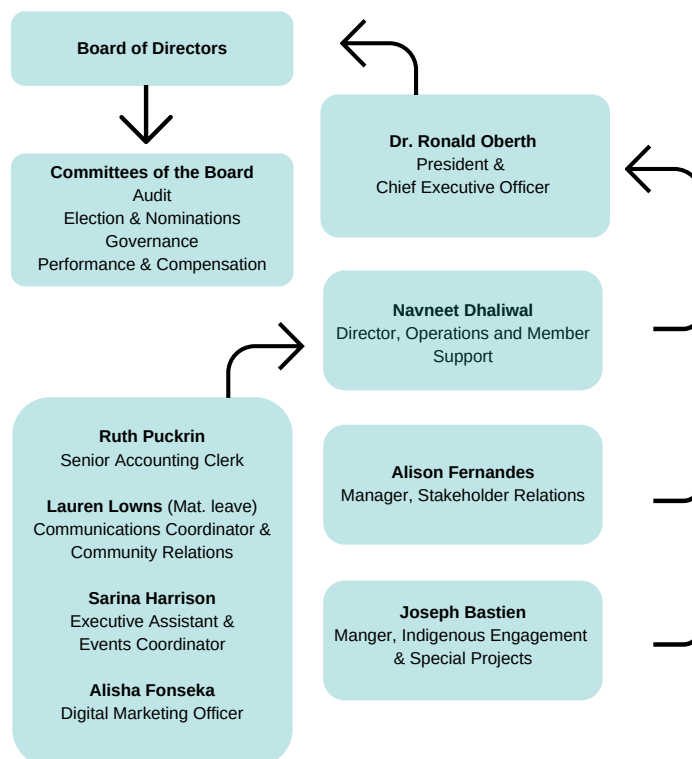 Board of Directors
Committees of the Board
Audit
Election & Nominations
Governance
Performance & Compensation
Dr. Ronald Oberth
President &
Chief Executive Officer
Navneet Dhaliwal
Director, Operations and Member
Support
Ruth Puckrin
Senior Accounting Clerk
Lauren Lowns (Mat. leave)
Communications Coordinator &
Community Relations
Sarina Harrison
Executive Assistant &
Events Coordinator
Alisha Fonseka
Digital Marketing Officer
Alison Fernandes
Manager, Stakeholder Relations
Joseph Bastien
Manger, Indigenous Engagement
& Special Projects